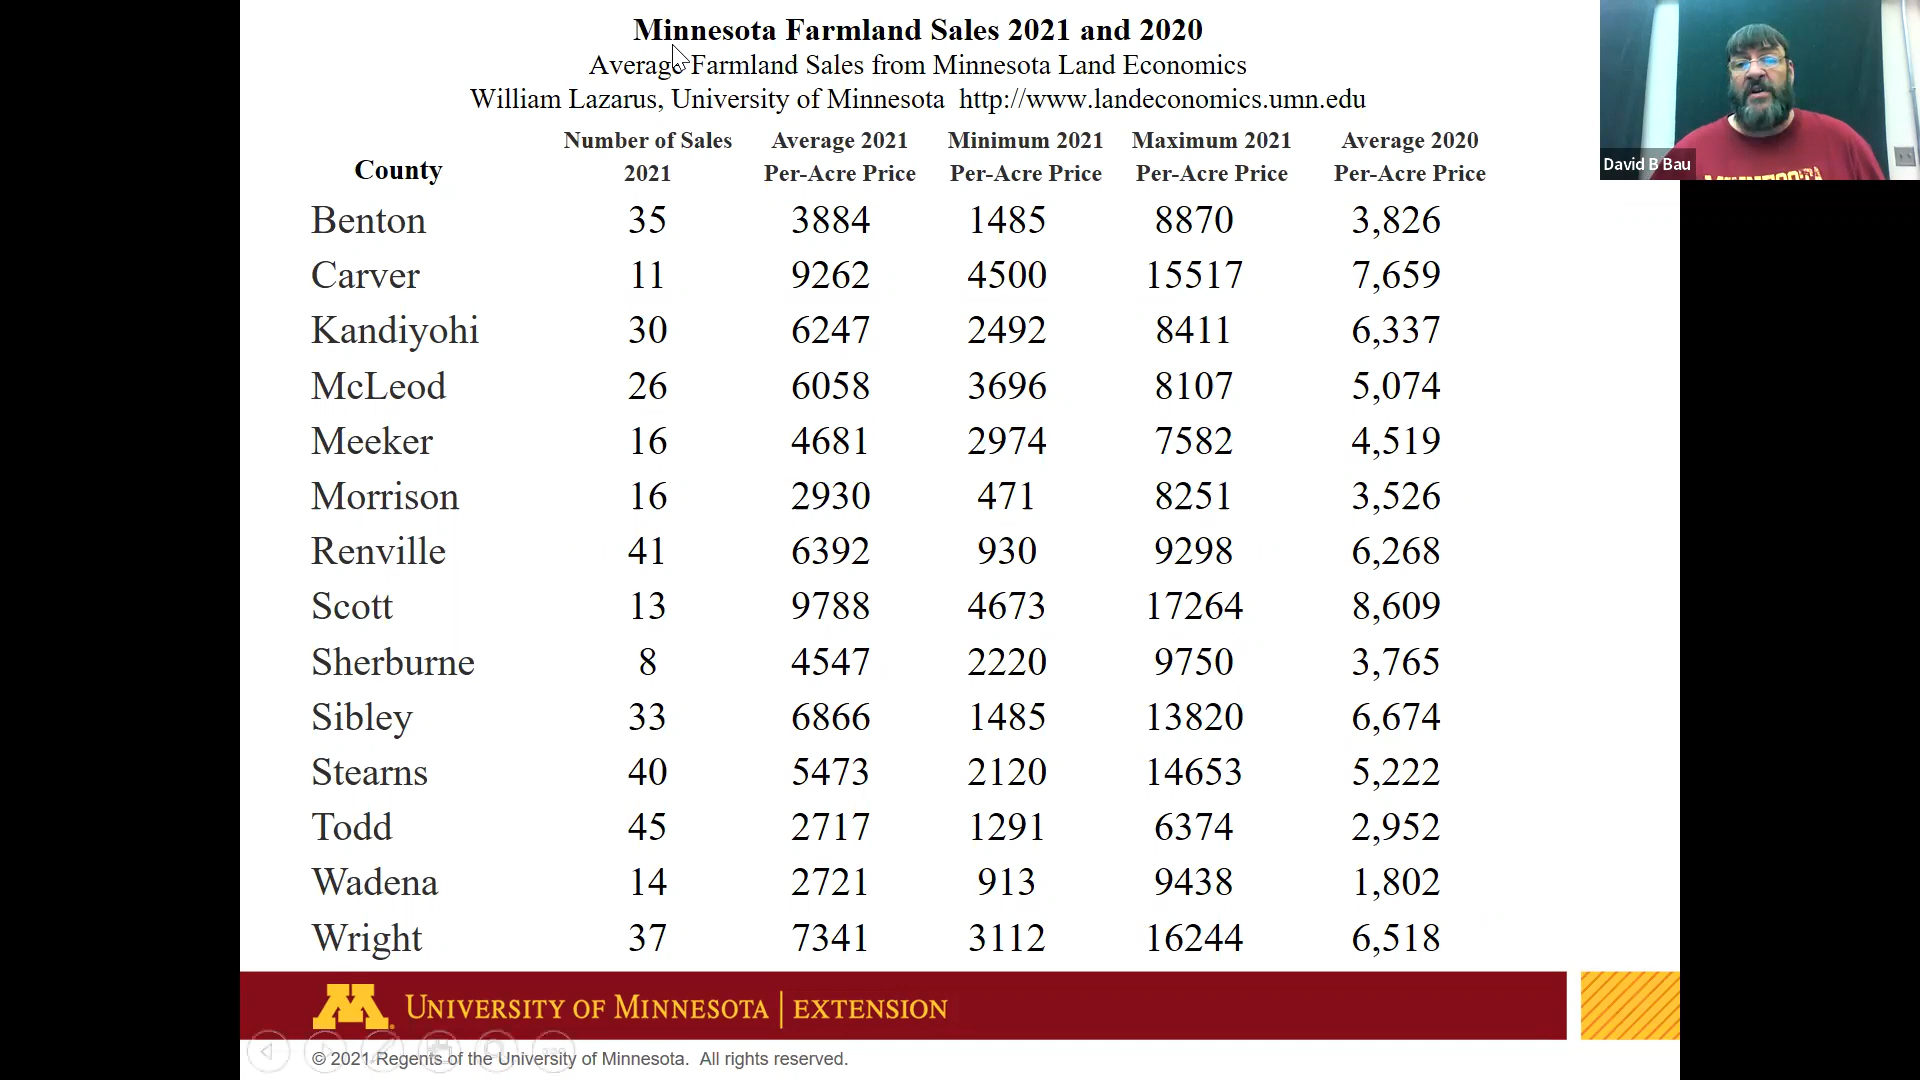 Minnesota Farmland Sales 2021 and 2020
Average Farmland Sales from Minnesota Land Economics
William Lazarus, University of Minnesota http://www.landeconomics.umn.edu
County Number of Sales 2021 Average 2021 Per-Acre Price Minimum 2021 Per-Acre Price Maximum 2021 Per-Acre Price Average 2020 Per-Acre Price
Benton 35 3884 1485 8870 3,826
Carver 11 9262 4500 15517 7,659
Kandiyohi 30 6247 2492 8411 6,337
McLeod 26 6058 3696 8107 5,074
Meeker 16 4681 2974 7582 4,519
Morrison 16 2930 471 8251 3,526
Renville 41 6392 930 9298 6,268
Scott 13 9788 4673 17264 8,609
Sherburne 8 4547 2220 9750 3,765
Sibley 33 6866 1485 13820 6,674
Stearns 40 5473 2120 14653 5,222
Todd 45 2717 1291 6374 2,952
Wadena 14 2721 913 9438 1,802
Wright 37 7341 3112 16244 6,518
M UNIVERSITY OF MINNESOTA | EXTENSION
© 2021 Regents of the University of Minnesota. All rights reserved.
David B Bau
MINNESOTA